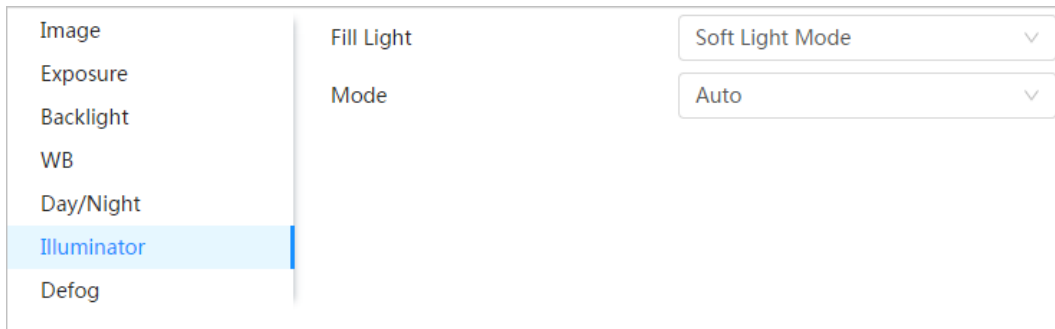 Image
Exposure
Backlight
WB
Day/Night
Illuminator
Defog
Fill Light Soft Light Mode
Mode Auto